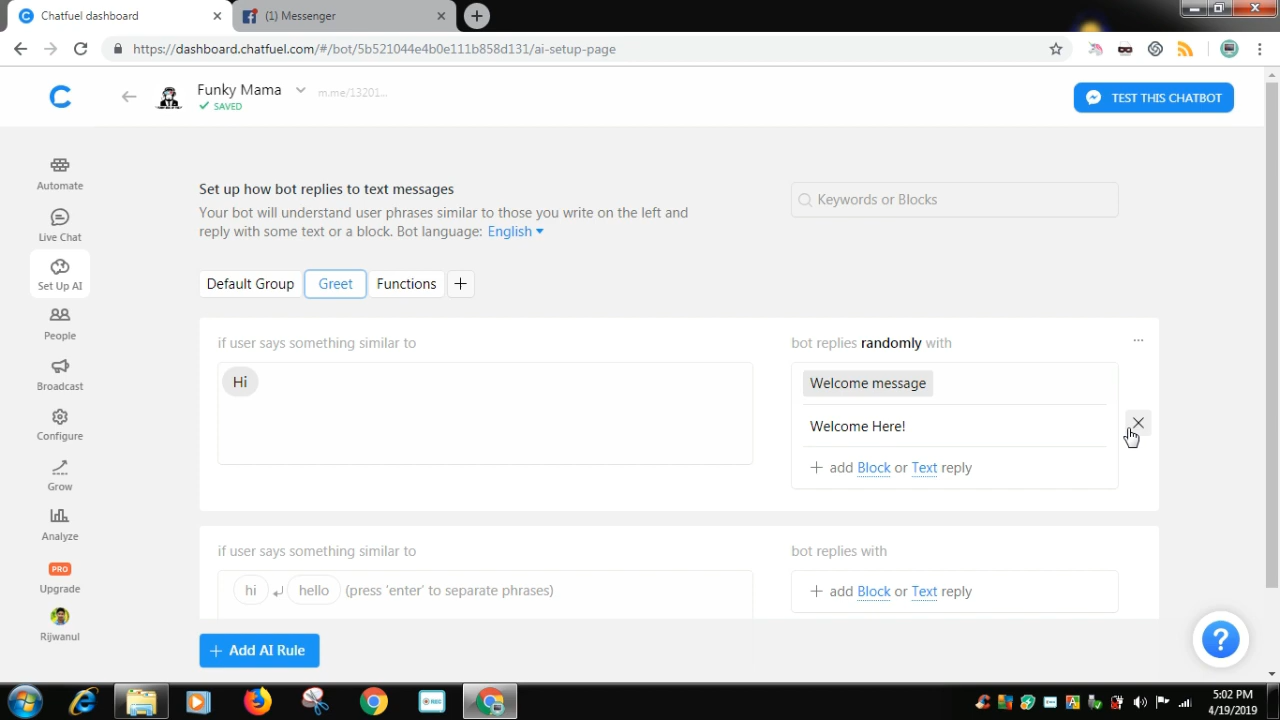 Chatfuel dashboard
(1) Messenger
https://dashboard.chatfuel.com/#/bot/5b521044e4b0e111b858d131/ai-setup-page
Funky Mama
m.me/13201...
SAVED
TEST THIS CHATBOT
Automate
Live Chat
Set Up AI
People
Broadcast
Configure
Grow
Analyze
PRO
Upgrade
Rijwanul
Set up how bot replies to text messages
Your bot will understand user phrases similar to those you write on the left and
reply with some text or a block. Bot language: English
Keywords or Blocks
Default Group Greet Functions +
if user says something similar to
Hi
bot replies randomly with
Welcome message
Welcome Here!
+ add Block or Text reply
if user says something similar to
hi hello (press 'enter' to separate phrases)
bot replies with
+ add Block or Text reply
+ Add AI Rule
?
REC
5:02 PM
4/19/2019